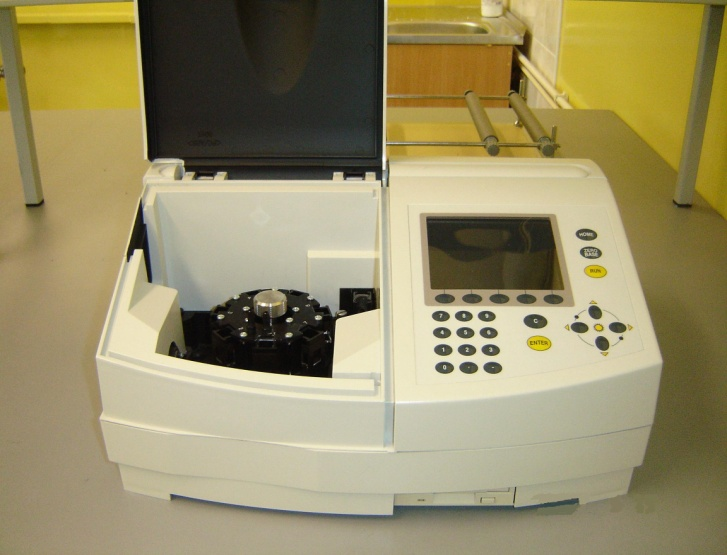 HOME
ZERO
BASE
RUN
7 8 9
4 5 6
1 2 3
0 . -
C
ENTER